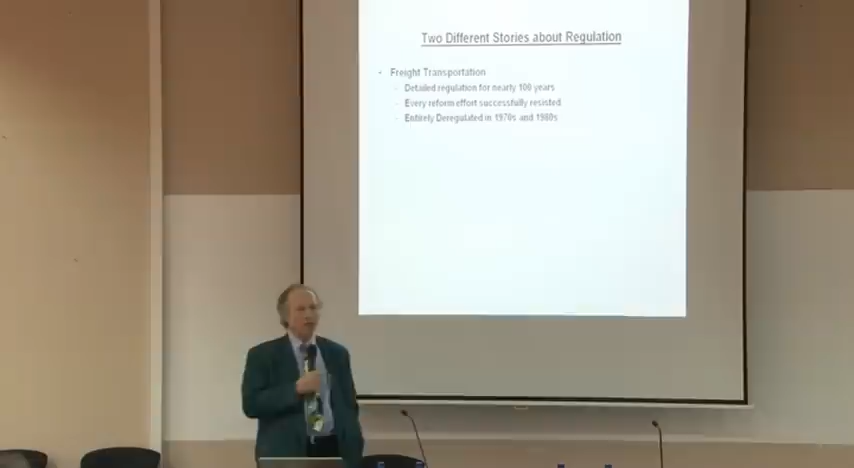 Two Different Stories about Regulation
• Freight Transportation
- Detailed regulation for nearly 100 years
- Every reform effort successfully resisted
- Entirely Deregulated in 1970s and 1980s